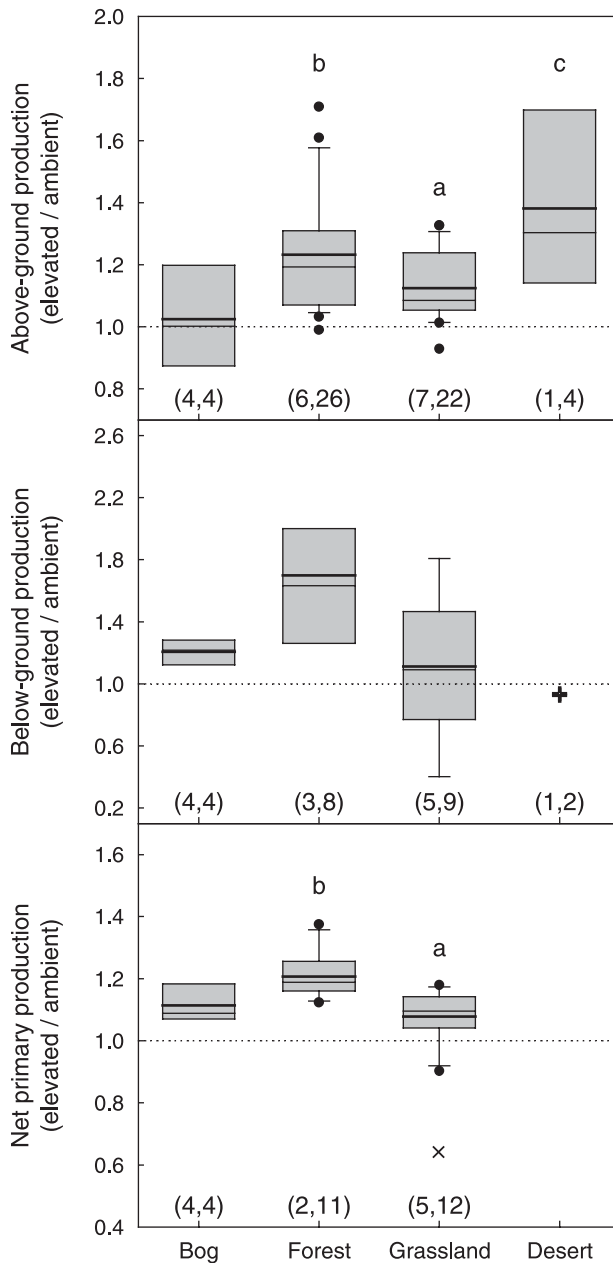 Above-ground production
(elevated / ambient)
2.0
1.8
1.6
1.4
1.2
1.0
0.8
b
a
c
(4,4)
(6,26)
(7,22)
(1,4)
Below-ground production
(elevated / ambient)
2.6
2.2
1.8
1.4
1.0
0.6
0.2
(4,4)
(3,8)
(5,9)
(1,2)
Net primary production
(elevated / ambient)
1.6
1.4
1.2
1.0
0.8
0.6
0.4
b
a
(4,4)
(2,11)
(5,12)
Bog
Forest
Grassland
Desert